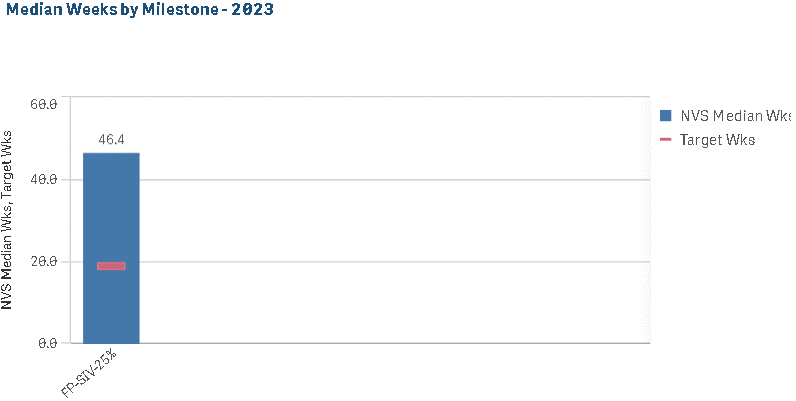 Median Weeks by Milestone - 2023
NVS Median Wks, Target Wks
60.0
40.0
20.0
0.0
46.4
FP-SIV-25%
NVS Median Wks
Target Wks